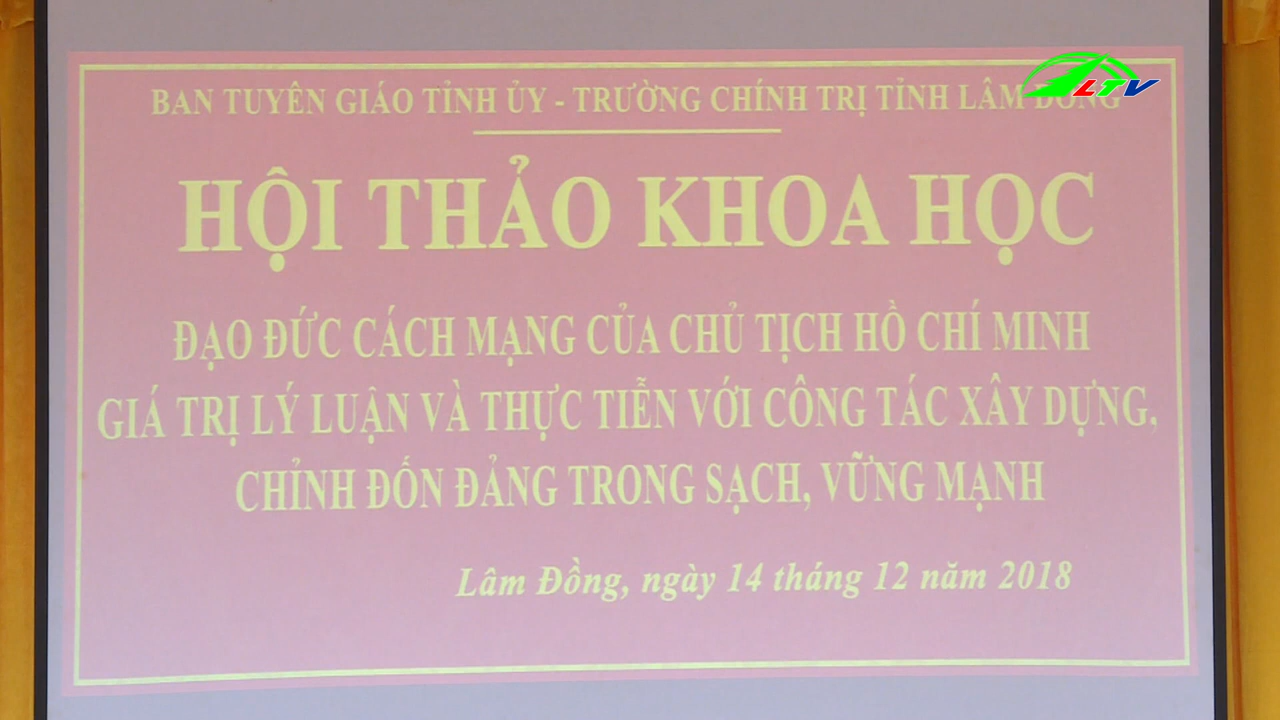 BAN TUYÊN GIÁO TỈNH ỦY - TRƯỜNG CHÍNH TRỊ TỈNH LÂM ĐỒNG
LTV
HỘI THẢO KHOA HỌC
ĐẠO ĐỨC CÁCH MẠNG CỦA CHỦ TỊCH HỒ CHÍ MINH
GIÁ TRỊ LÝ LUẬN VÀ THỰC TIỄN VỚI CÔNG TÁC XÂY DỰNG,
CHỈNH ĐỐN ĐẢNG TRONG SẠCH, VỮNG MẠNH
Lâm Đồng, ngày 14 tháng 12 năm 2018